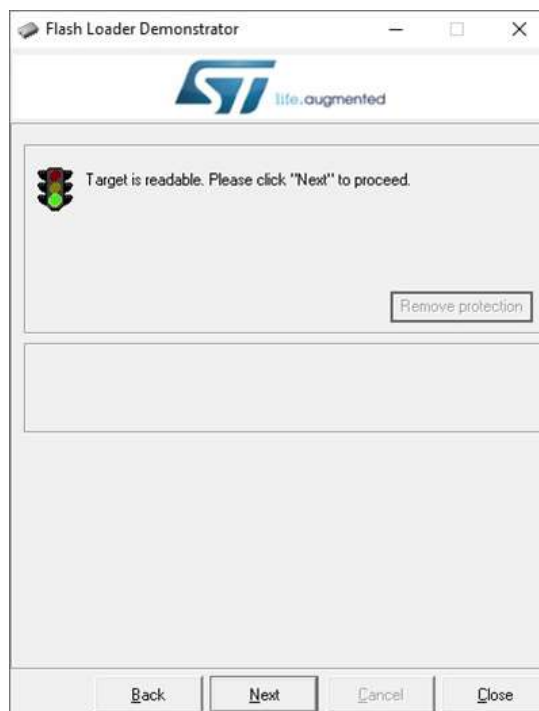 Flash Loader Demonstrator
ST life.augmented
Target is readable. Please click "Next" to proceed.
Remove protection
Back Next Cancel Close